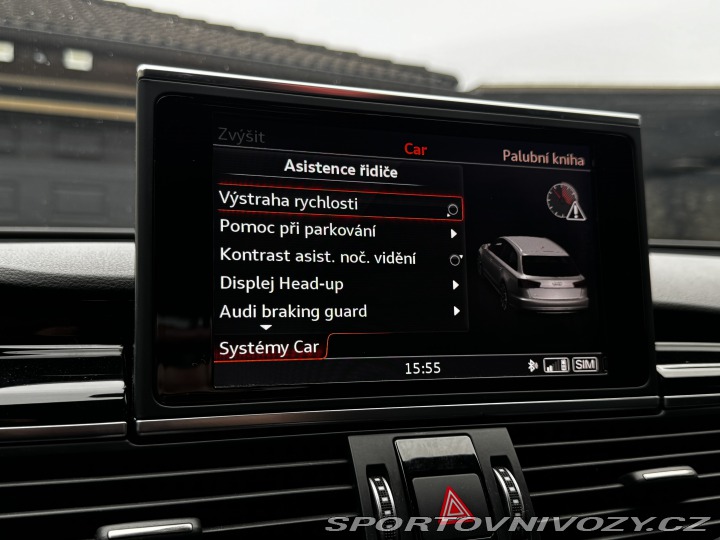 Zvýšit
Car
Palubní kniha
Asistence řidiče
Výstraha rychlosti
Pomoc při parkování
Kontrast asist. noč. vidění
Displej Head-up
Audi braking guard
Systémy Car
15:55
SIM
SPORTOVNIVOZY.CZ